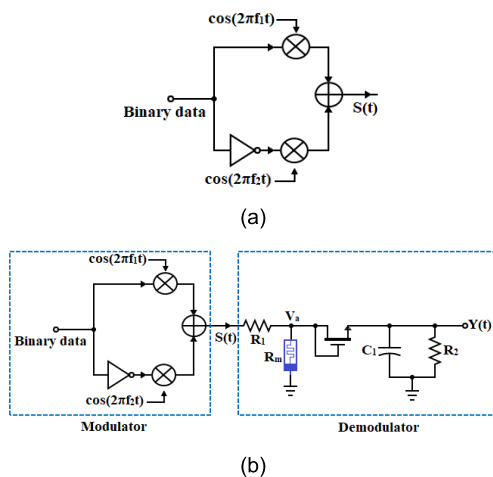 cos(2πf₁t)
Binary data
S(t)
cos(2πf₂t)
(a)
cos(2πf₁t)
Binary data
S(t)
cos(2πf₂t)
R₁
Vₐ
Rₘ
C₁
R₂
Y(t)
Modulator
Demodulator
(b)